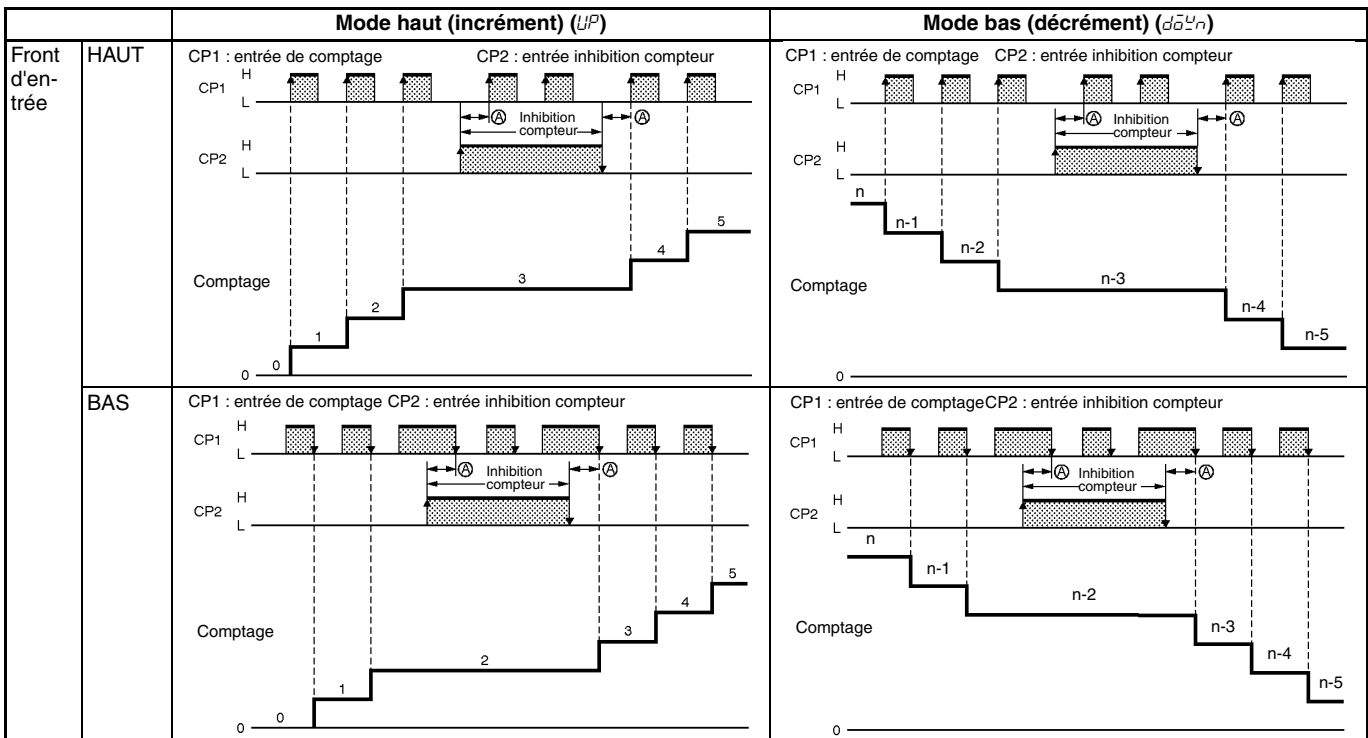 Mode haut (incrément) (UP)
Mode bas (décrément) (doYn)
Front d'en-
trée
HAUT
CP1 : entrée de comptage CP2 : entrée inhibition compteur
H
CP1
L
A Inhibition A
compteur
H
CP2
L
5
4
3
Comptage
2
1
0
0
CP1 : entrée de comptage CP2 : entrée inhibition compteur
H
CP1
L
A Inhibition A
compteur
H
CP2
L
n
n-1
n-2
n-3
Comptage
n-4
n-5
0
BAS
CP1 : entrée de comptage CP2 : entrée inhibition compteur
H
CP1
L
A Inhibition A
compteur
H
CP2
L
5
4
3
Comptage
2
1
0
0
CP1 : entrée de comptageCP2 : entrée inhibition compteur
H
CP1
L
A Inhibition A
compteur
H
CP2
L
n
n-1
n-2
n-3
Comptage
n-4
n-5
0